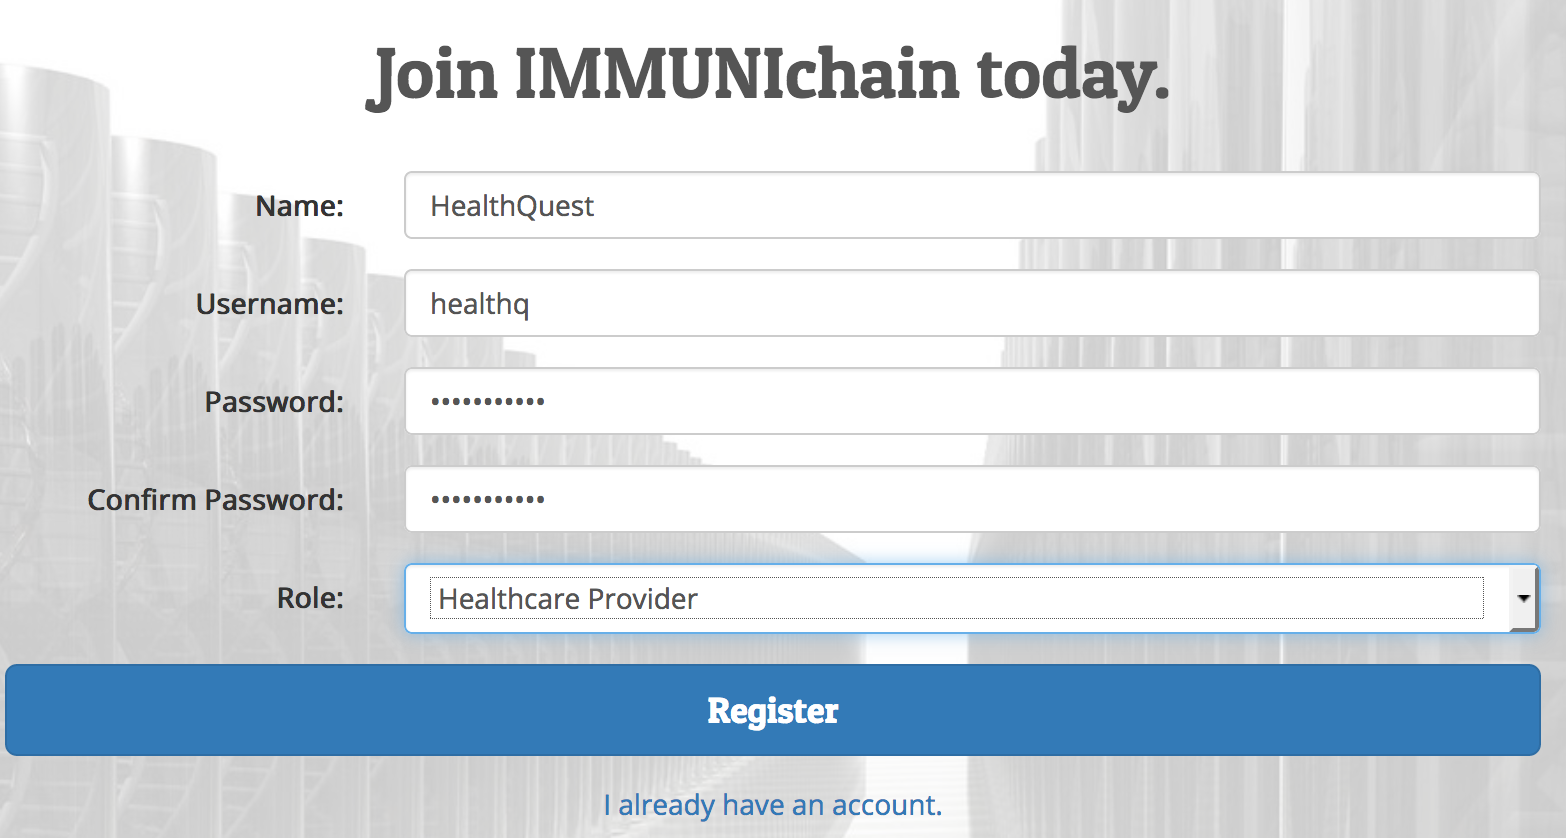 Join IMMUNIchain today.
Name: HealthQuest
Username: healthq
Password: •••••••••••
Confirm Password: •••••••••••
Role: Healthcare Provider
Register
I already have an account.